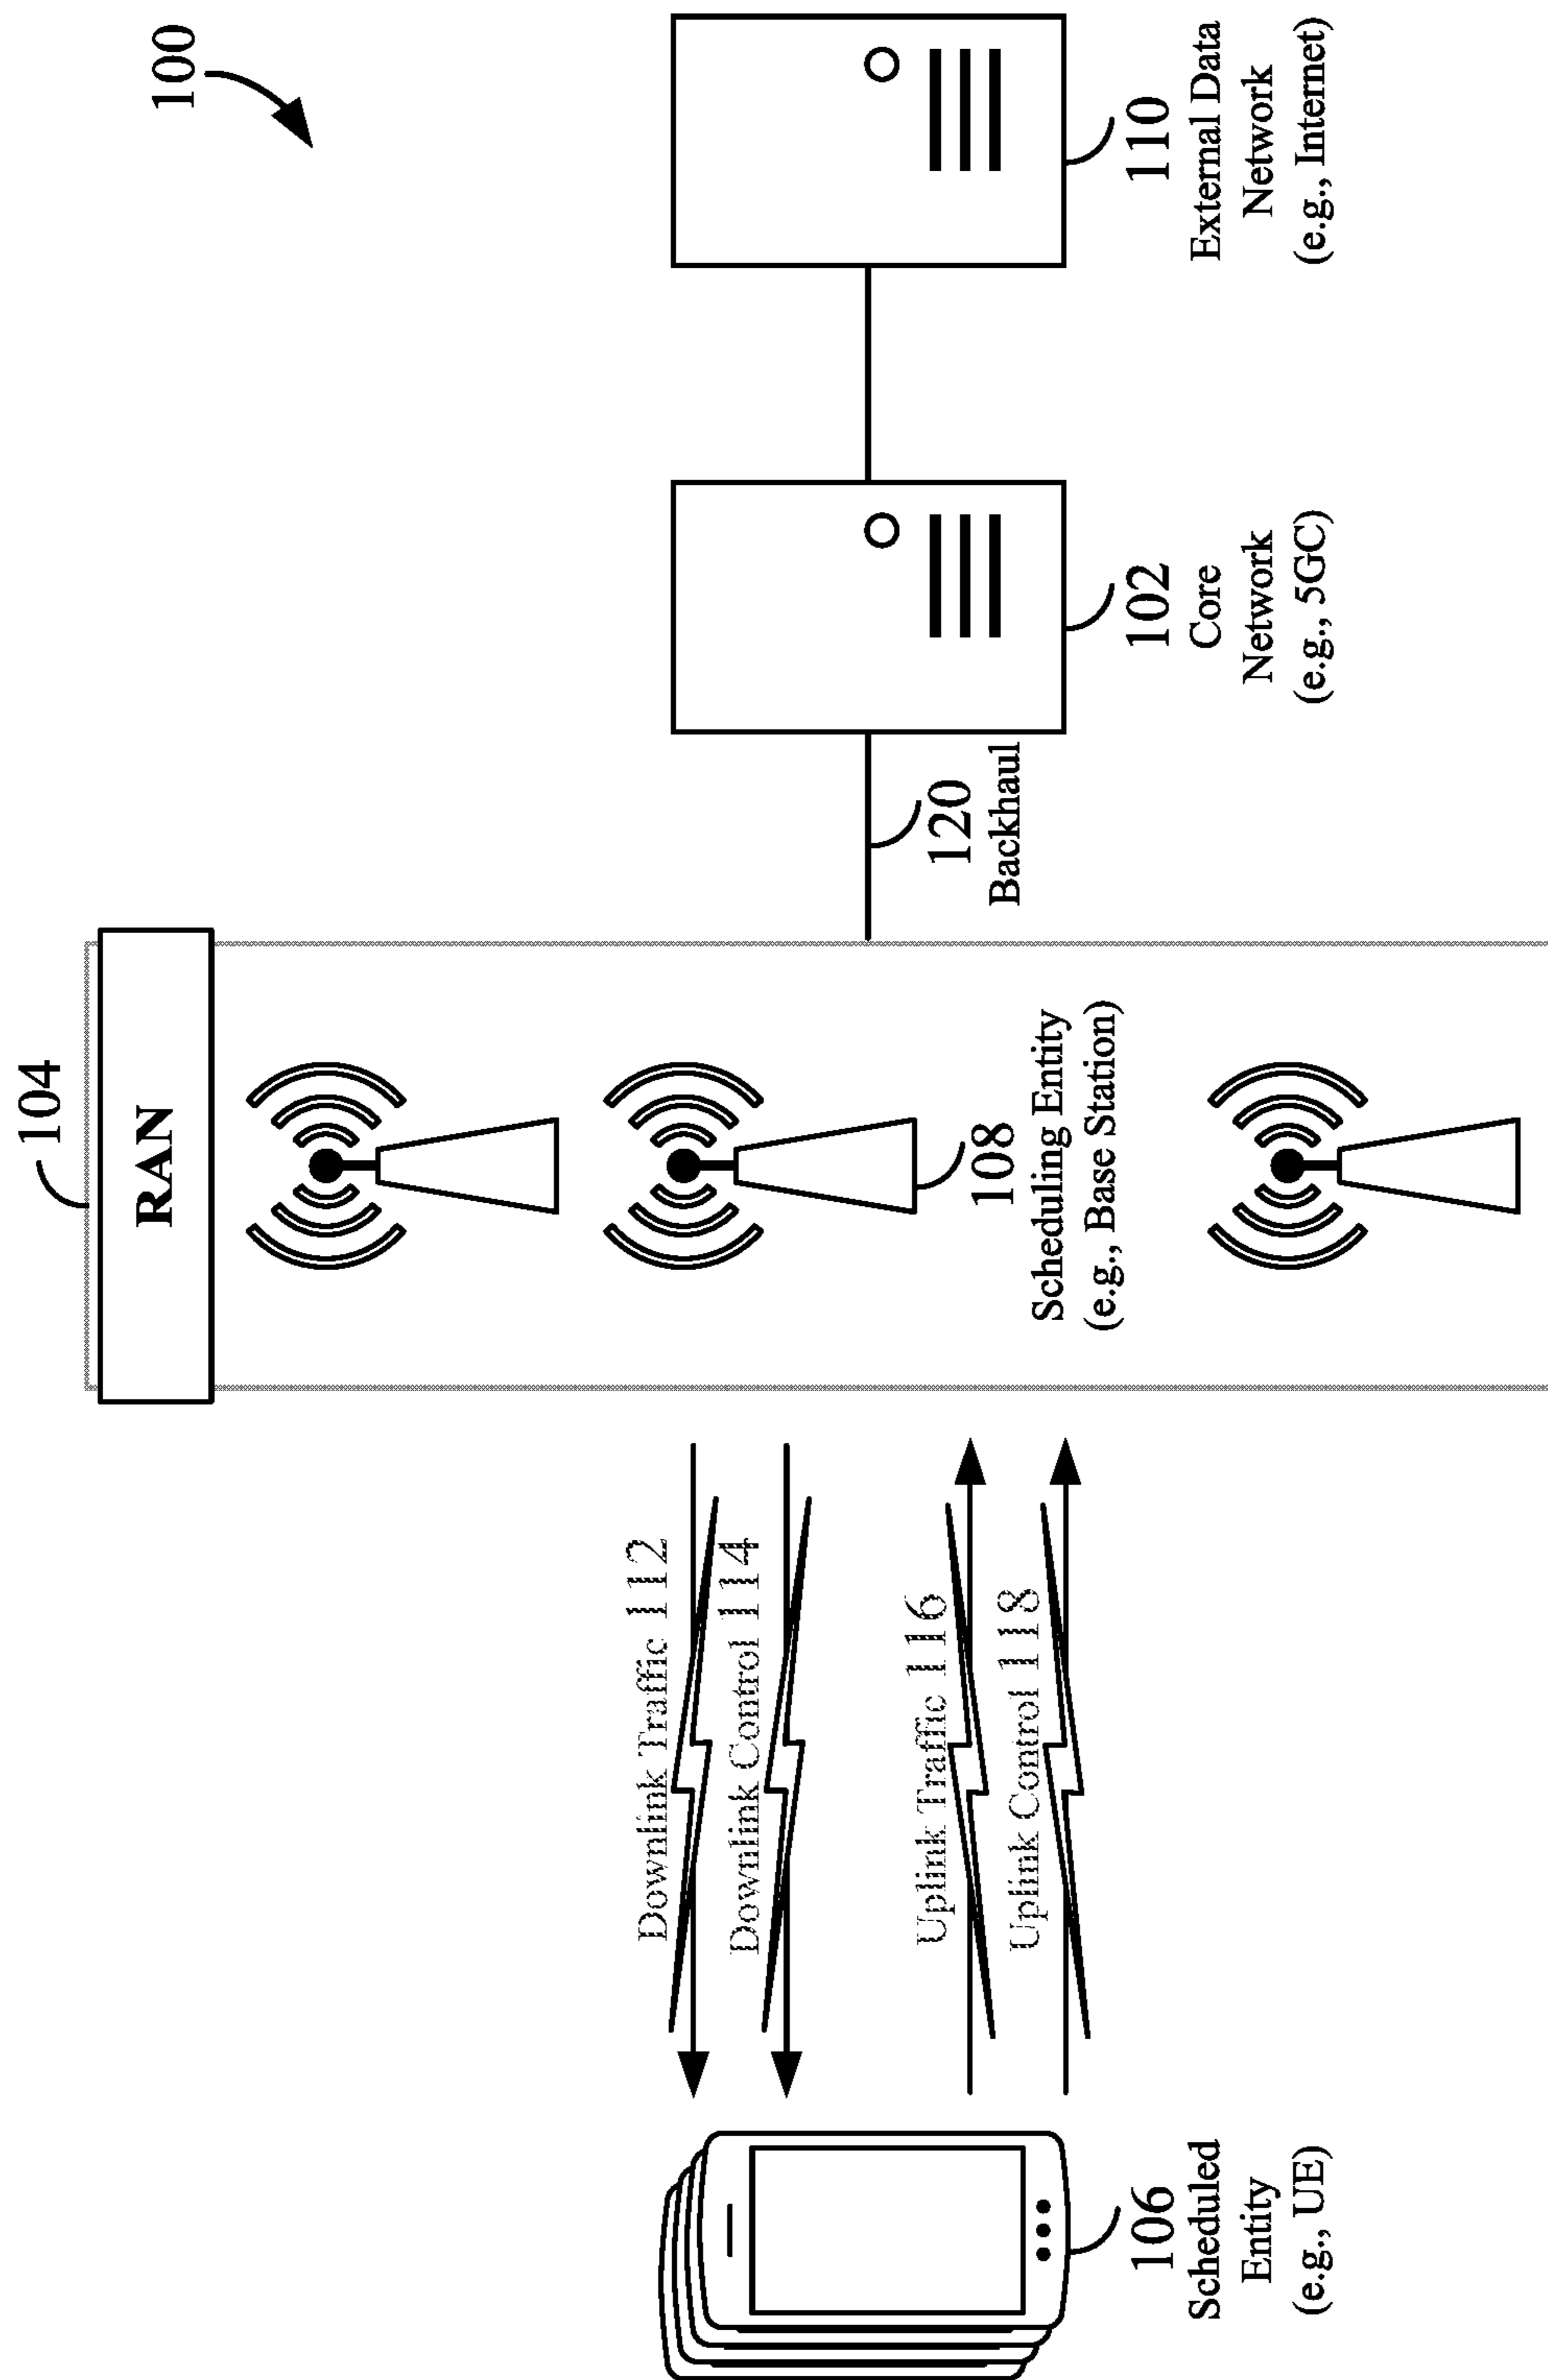 100
104
RAN
Downlink Traffic 112
Downlink Control 114
Uplink Traffic 116
Uplink Control 118
108
Scheduling Entity
(e.g., Base Station)
120
Backhaul
106
Scheduled
Entity
(e.g., UE)
102
Core
Network
(e.g., 5GC)
110
External Data
Network
(e.g., Internet)